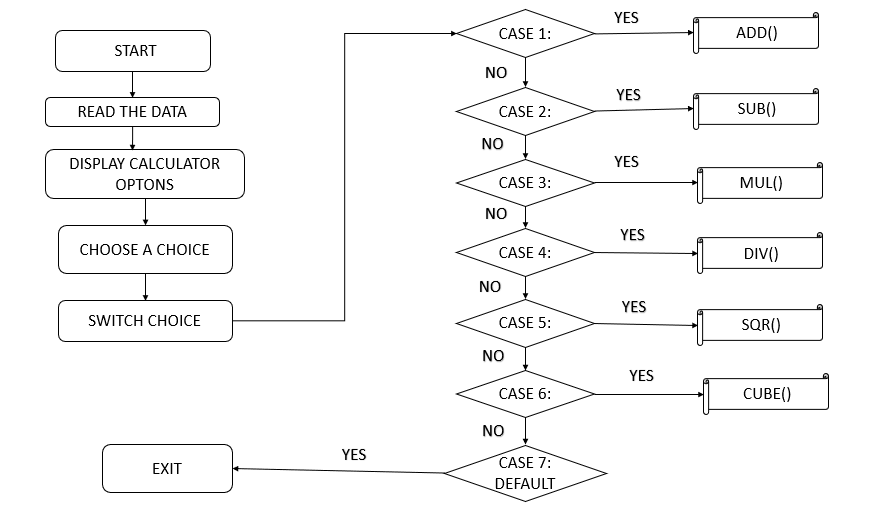 START
READ THE DATA
DISPLAY CALCULATOR
OPTONS
CHOOSE A CHOICE
SWITCH CHOICE
CASE 1:
YES
ADD()
NO
CASE 2:
YES
SUB()
NO
CASE 3:
YES
MUL()
NO
CASE 4:
YES
DIV()
NO
CASE 5:
YES
SQR()
NO
CASE 6:
YES
CUBE()
NO
CASE 7:
DEFAULT
YES
EXIT